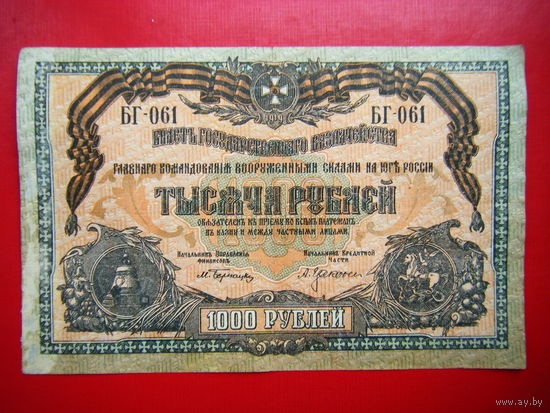 1919
БГ-061 БГ-061
БИЛЕТЪ ГОСУДАРСТВЕННАГО КАЗНАЧЕЙСТВА
ГЛАВНАГО КОМАНДОВАНІЯ ВООРУЖЕННЫМИ СИЛАМИ НА ЮГѢ РОССІИ
ТЫСЯЧА РУБЛЕЙ
ОБЯЗАТЕЛЕНЪ КЪ ПРІЕМУ ПО ВСѢМЪ ПЛАТЕЖАМЪ
ВЪ КАЗНУ И МЕЖДУ ЧАСТНЫМИ ЛИЦАМИ.
НАЧАЛЬНИКЪ УПРАВЛЕНІЯ ФИНАНСОВЪ
НАЧАЛЬНИКЪ КРЕДИТНОЙ ЧАСТИ
М. Бернацкій
1000 РУБЛЕЙ
www.ay.by